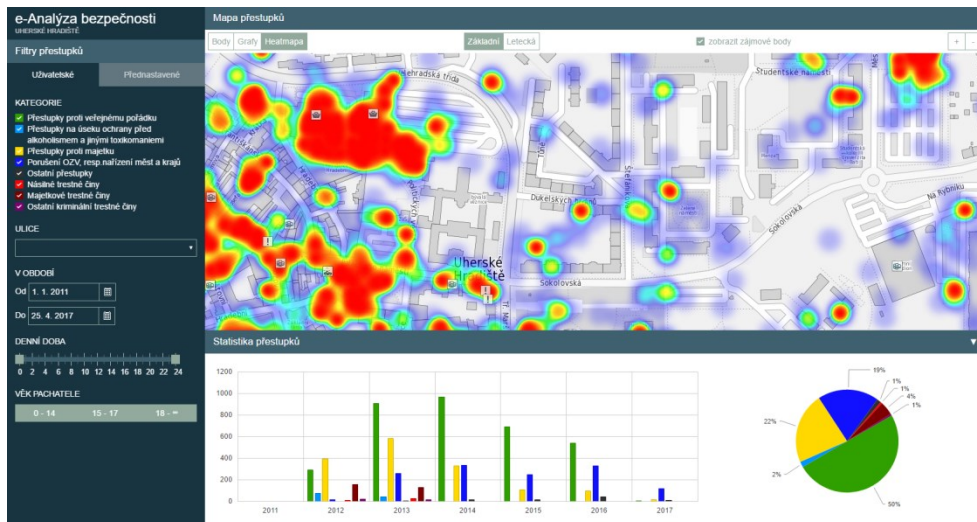 e-Analýza bezpečnosti
UHERSKÉ HRADIŠTĚ
Filtry přestupků
Uživatelské
Přednastavené
KATEGORIE
Přestupky proti veřejnému pořádku
Přestupky na úseku ochrany před
alkoholismem a jinými toxikomaniemi
Přestupky proti majetku
Porušení OZV, resp.nařízení měst a krajů
Ostatní přestupky
Násilné trestné činy
Majetkové trestné činy
Ostatní kriminální trestné činy
ULICE
V OBDOBÍ
Od 1. 1. 2011
Do 25. 4. 2017
DENNÍ DOBA
0 2 4 6 8 10 12 14 16 18 20 22 24
VĚK PACHATELE
0 - 14 15 - 17 18 - ∞
Mapa přestupků
Body Grafy Heatmapa
Základní Letecká
zobrazit zájmové body
+ -
Studentské náměstí
Tůně
Štefánikova
Dukelských hrdinů
Sokolovská
Na Rybníku
Uherské
Hradiště
Sokolovská
Statistika přestupků
1200
1000
800
600
400
200
0
2011 2012 2013 2014 2015 2016 2017
19%
1%
1%
4%
1%
22%
2%
50%